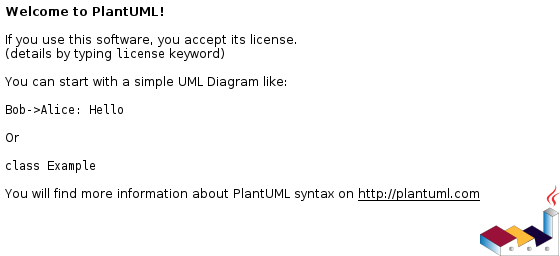 Welcome to PlantUML!
If you use this software, you accept its license.
(details by typing license keyword)
You can start with a simple UML Diagram like:
Bob->Alice: Hello
Or
class Example
You will find more information about PlantUML syntax on http://plantuml.com